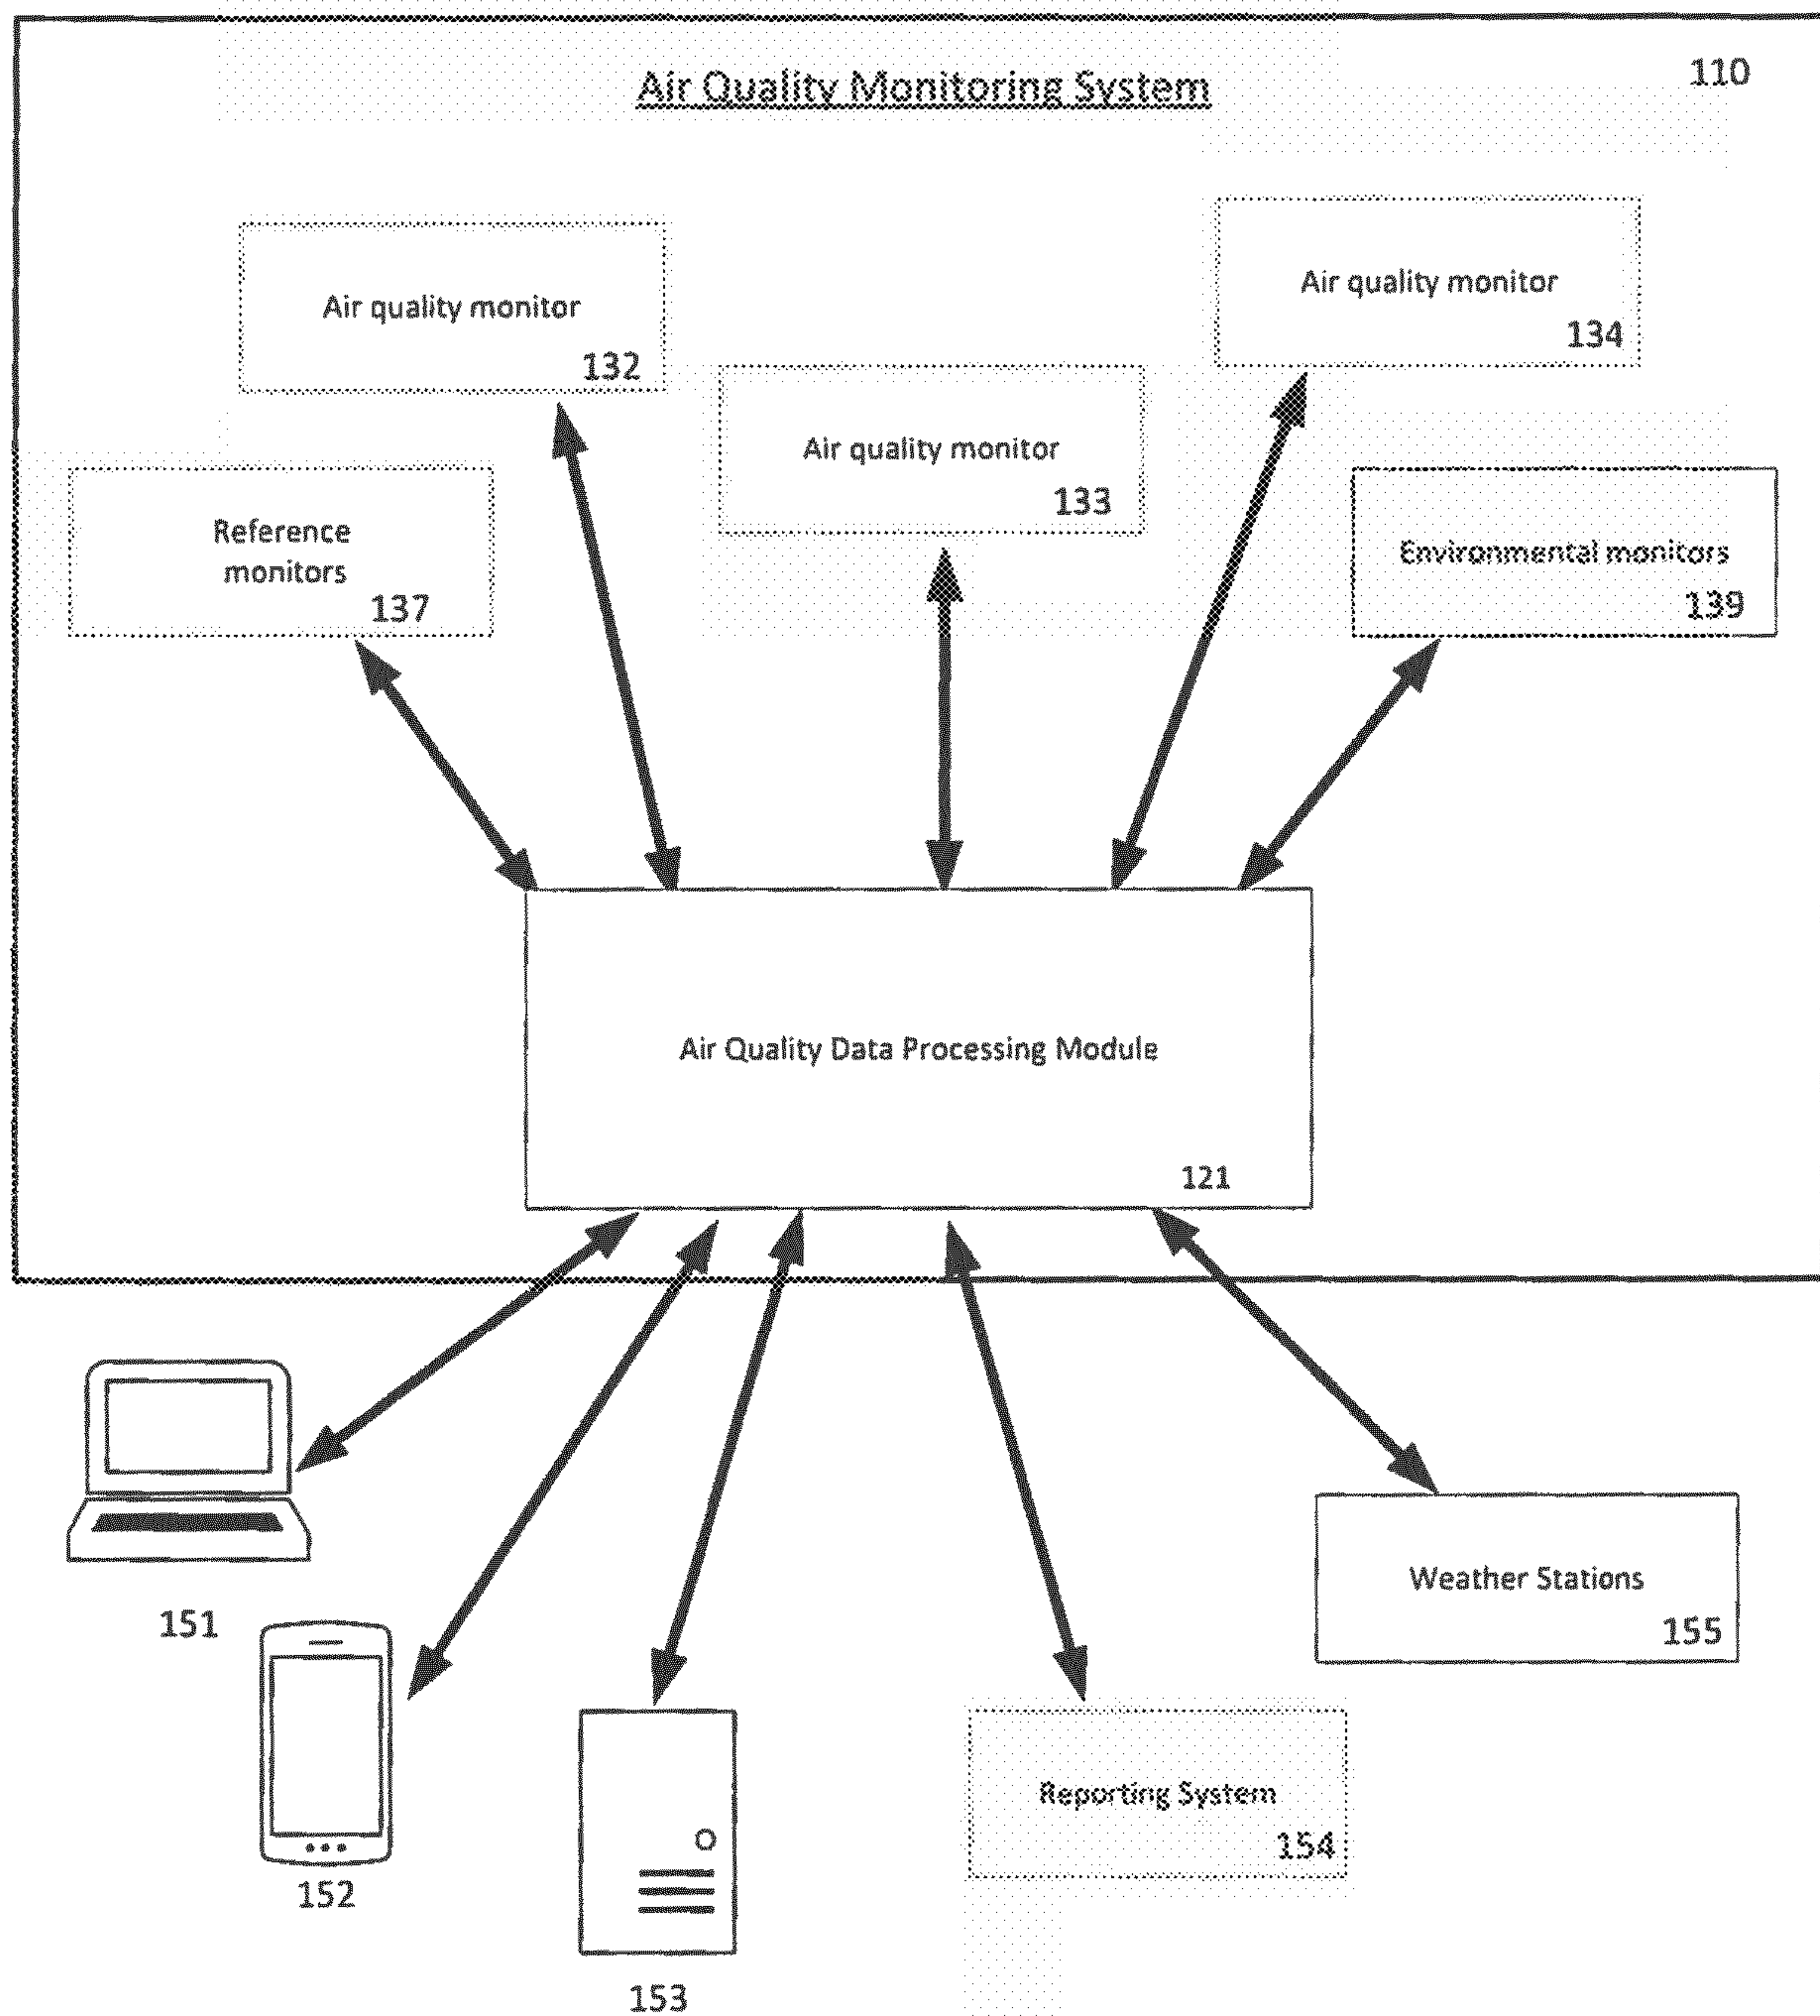 Air Quality Monitoring System
110
Air quality monitor
132
Air quality monitor
134
Air quality monitor
133
Reference
monitors
137
Environmental monitors
139
Air Quality Data Processing Module
121
151
152
153
Reporting System
154
Weather Stations
155